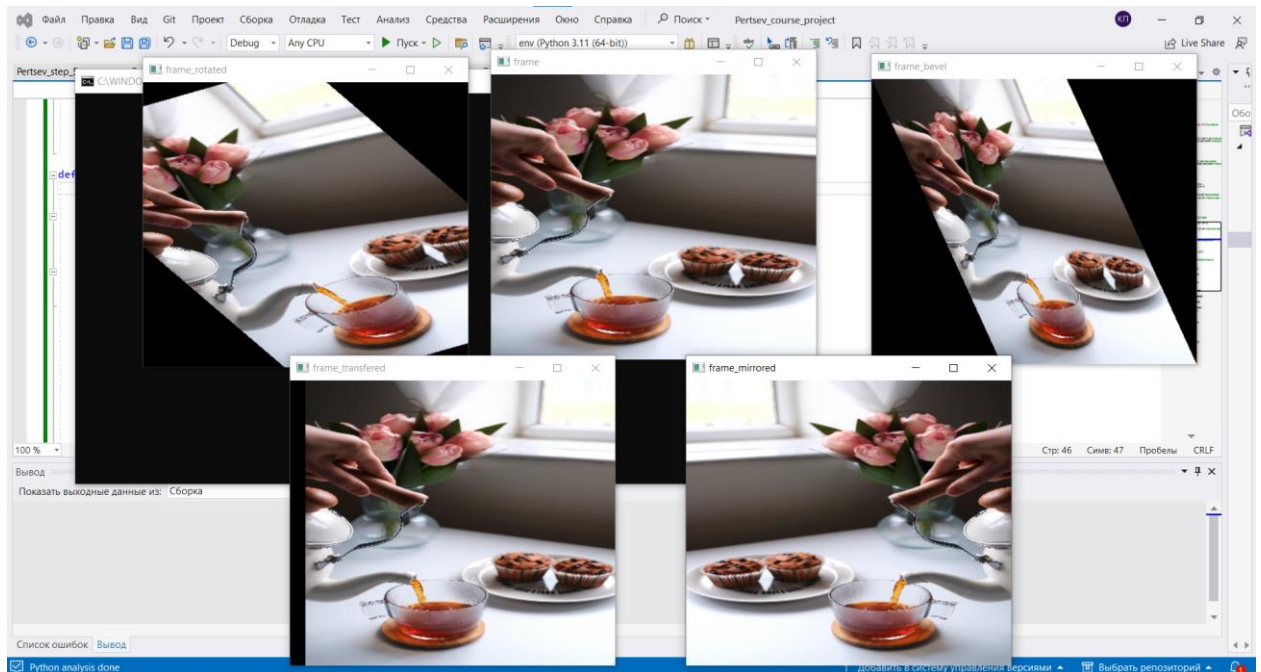 Файл Правка Вид Git Проект Сборка Отладка Тест Анализ Средства Расширения Окно Справка Поиск Pertsev_course_project КП
Debug Any CPU Пуск env (Python 3.11 (64-bit)) Live Share
Pertsev_step_
C:\WINDO
frame_rotated
frame
frame_bevel
Обо
def
frame_transfered
frame_mirrored
100 % Стр: 46 Симв: 47 Пробелы CRLF
Вывод
Показать выходные данные из: Сборка
Список ошибок Вывод
Python analysis done Добавить в систему управления версиями Выбрать репозиторий